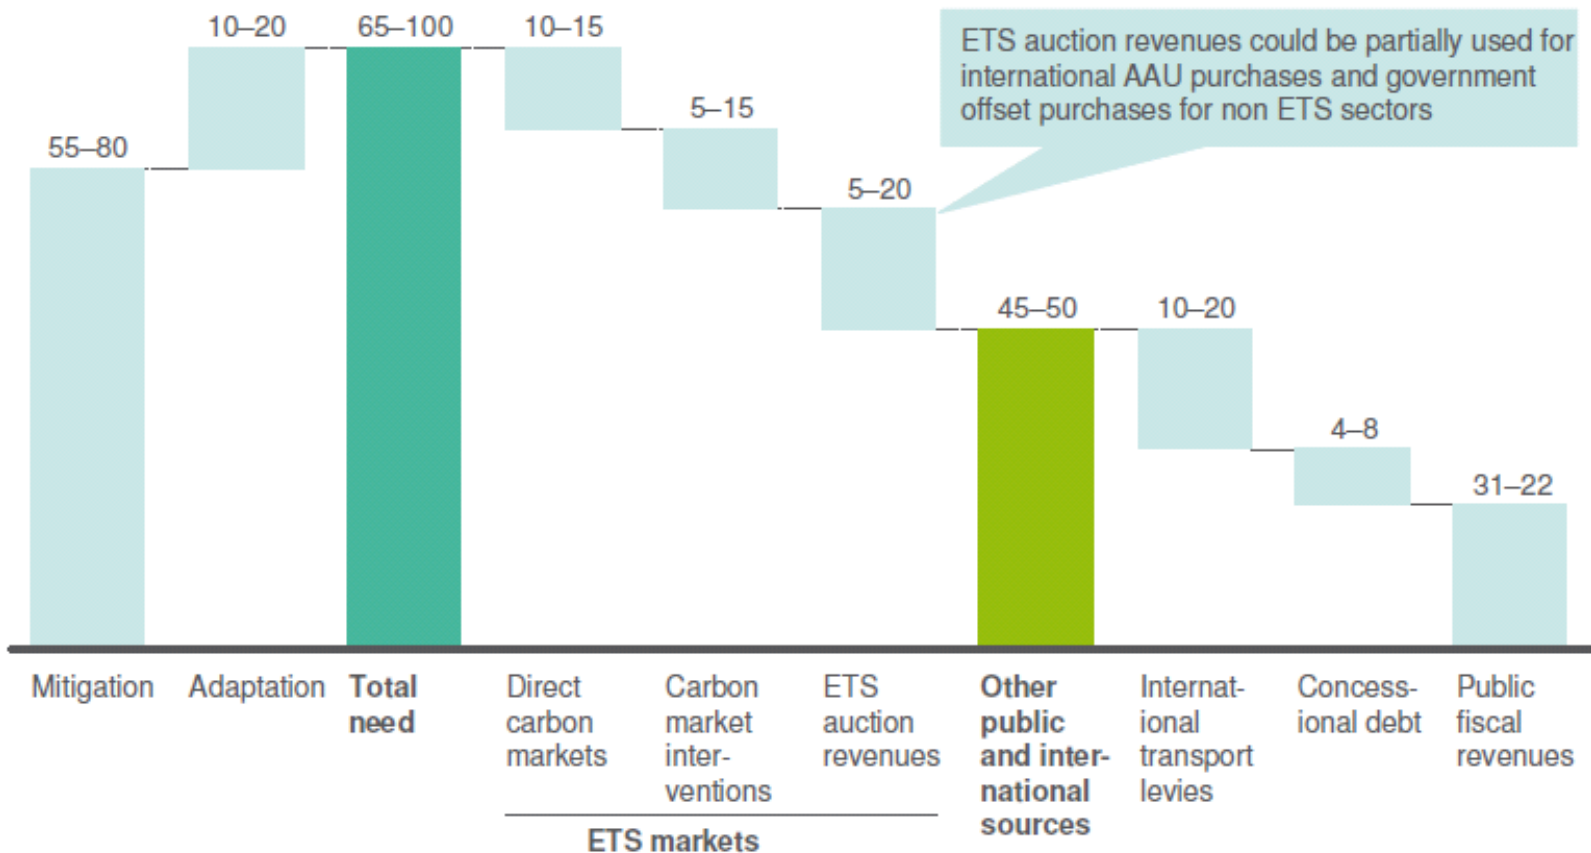 10–20
65–100
10–15
ETS auction revenues could be partially used for
international AAU purchases and government
offset purchases for non ETS sectors
5–15
55–80
5–20
45–50
10–20
4–8
31–22
Mitigation
Adaptation
Total
need
Direct
carbon
markets
Carbon
market
inter-
ventions
ETS
auction
revenues
Other
public
and inter-
national
sources
Internat-
ional
transport
levies
Concess-
ional debt
Public
fiscal
revenues
ETS markets